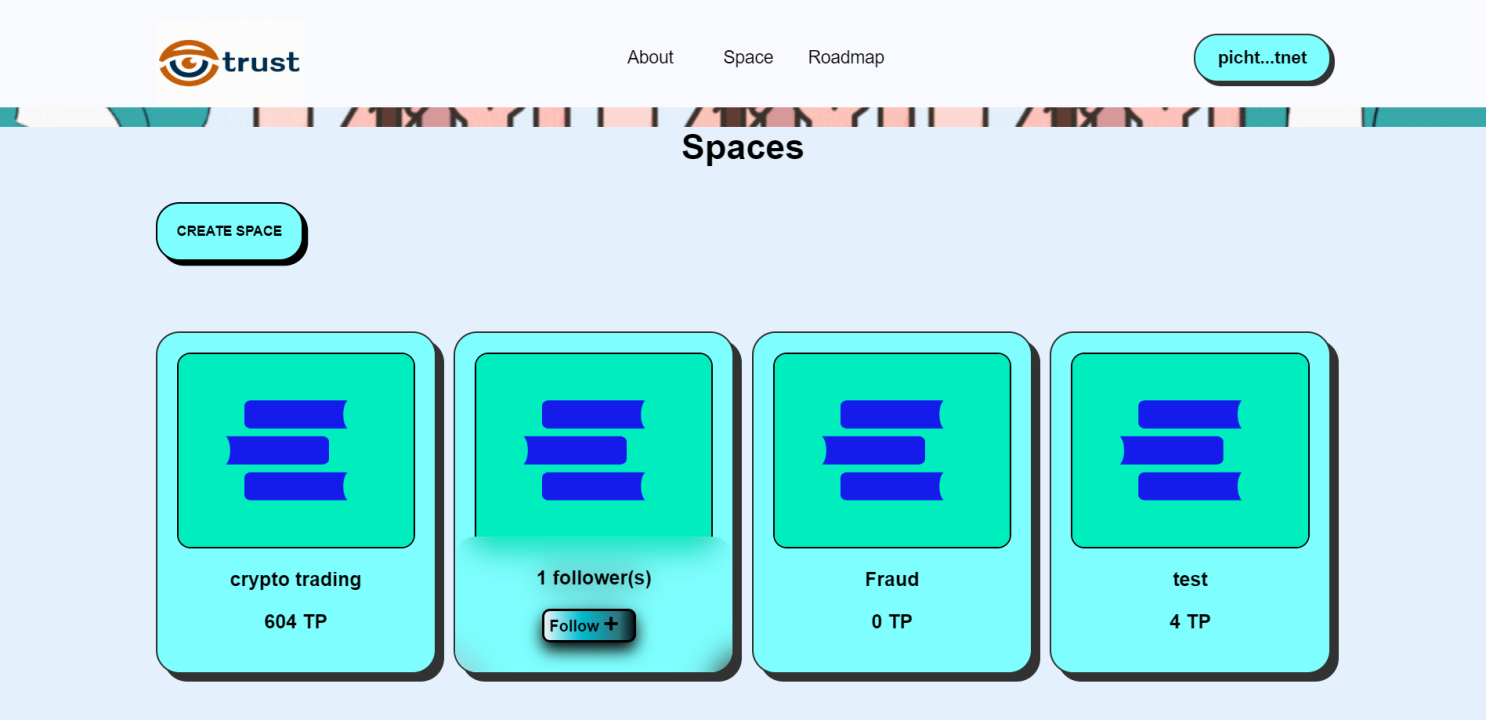 trust
About
Space
Roadmap
picht...tnet
Spaces
CREATE SPACE
crypto trading
604 TP
1 follower(s)
Follow +
Fraud
0 TP
test
4 TP